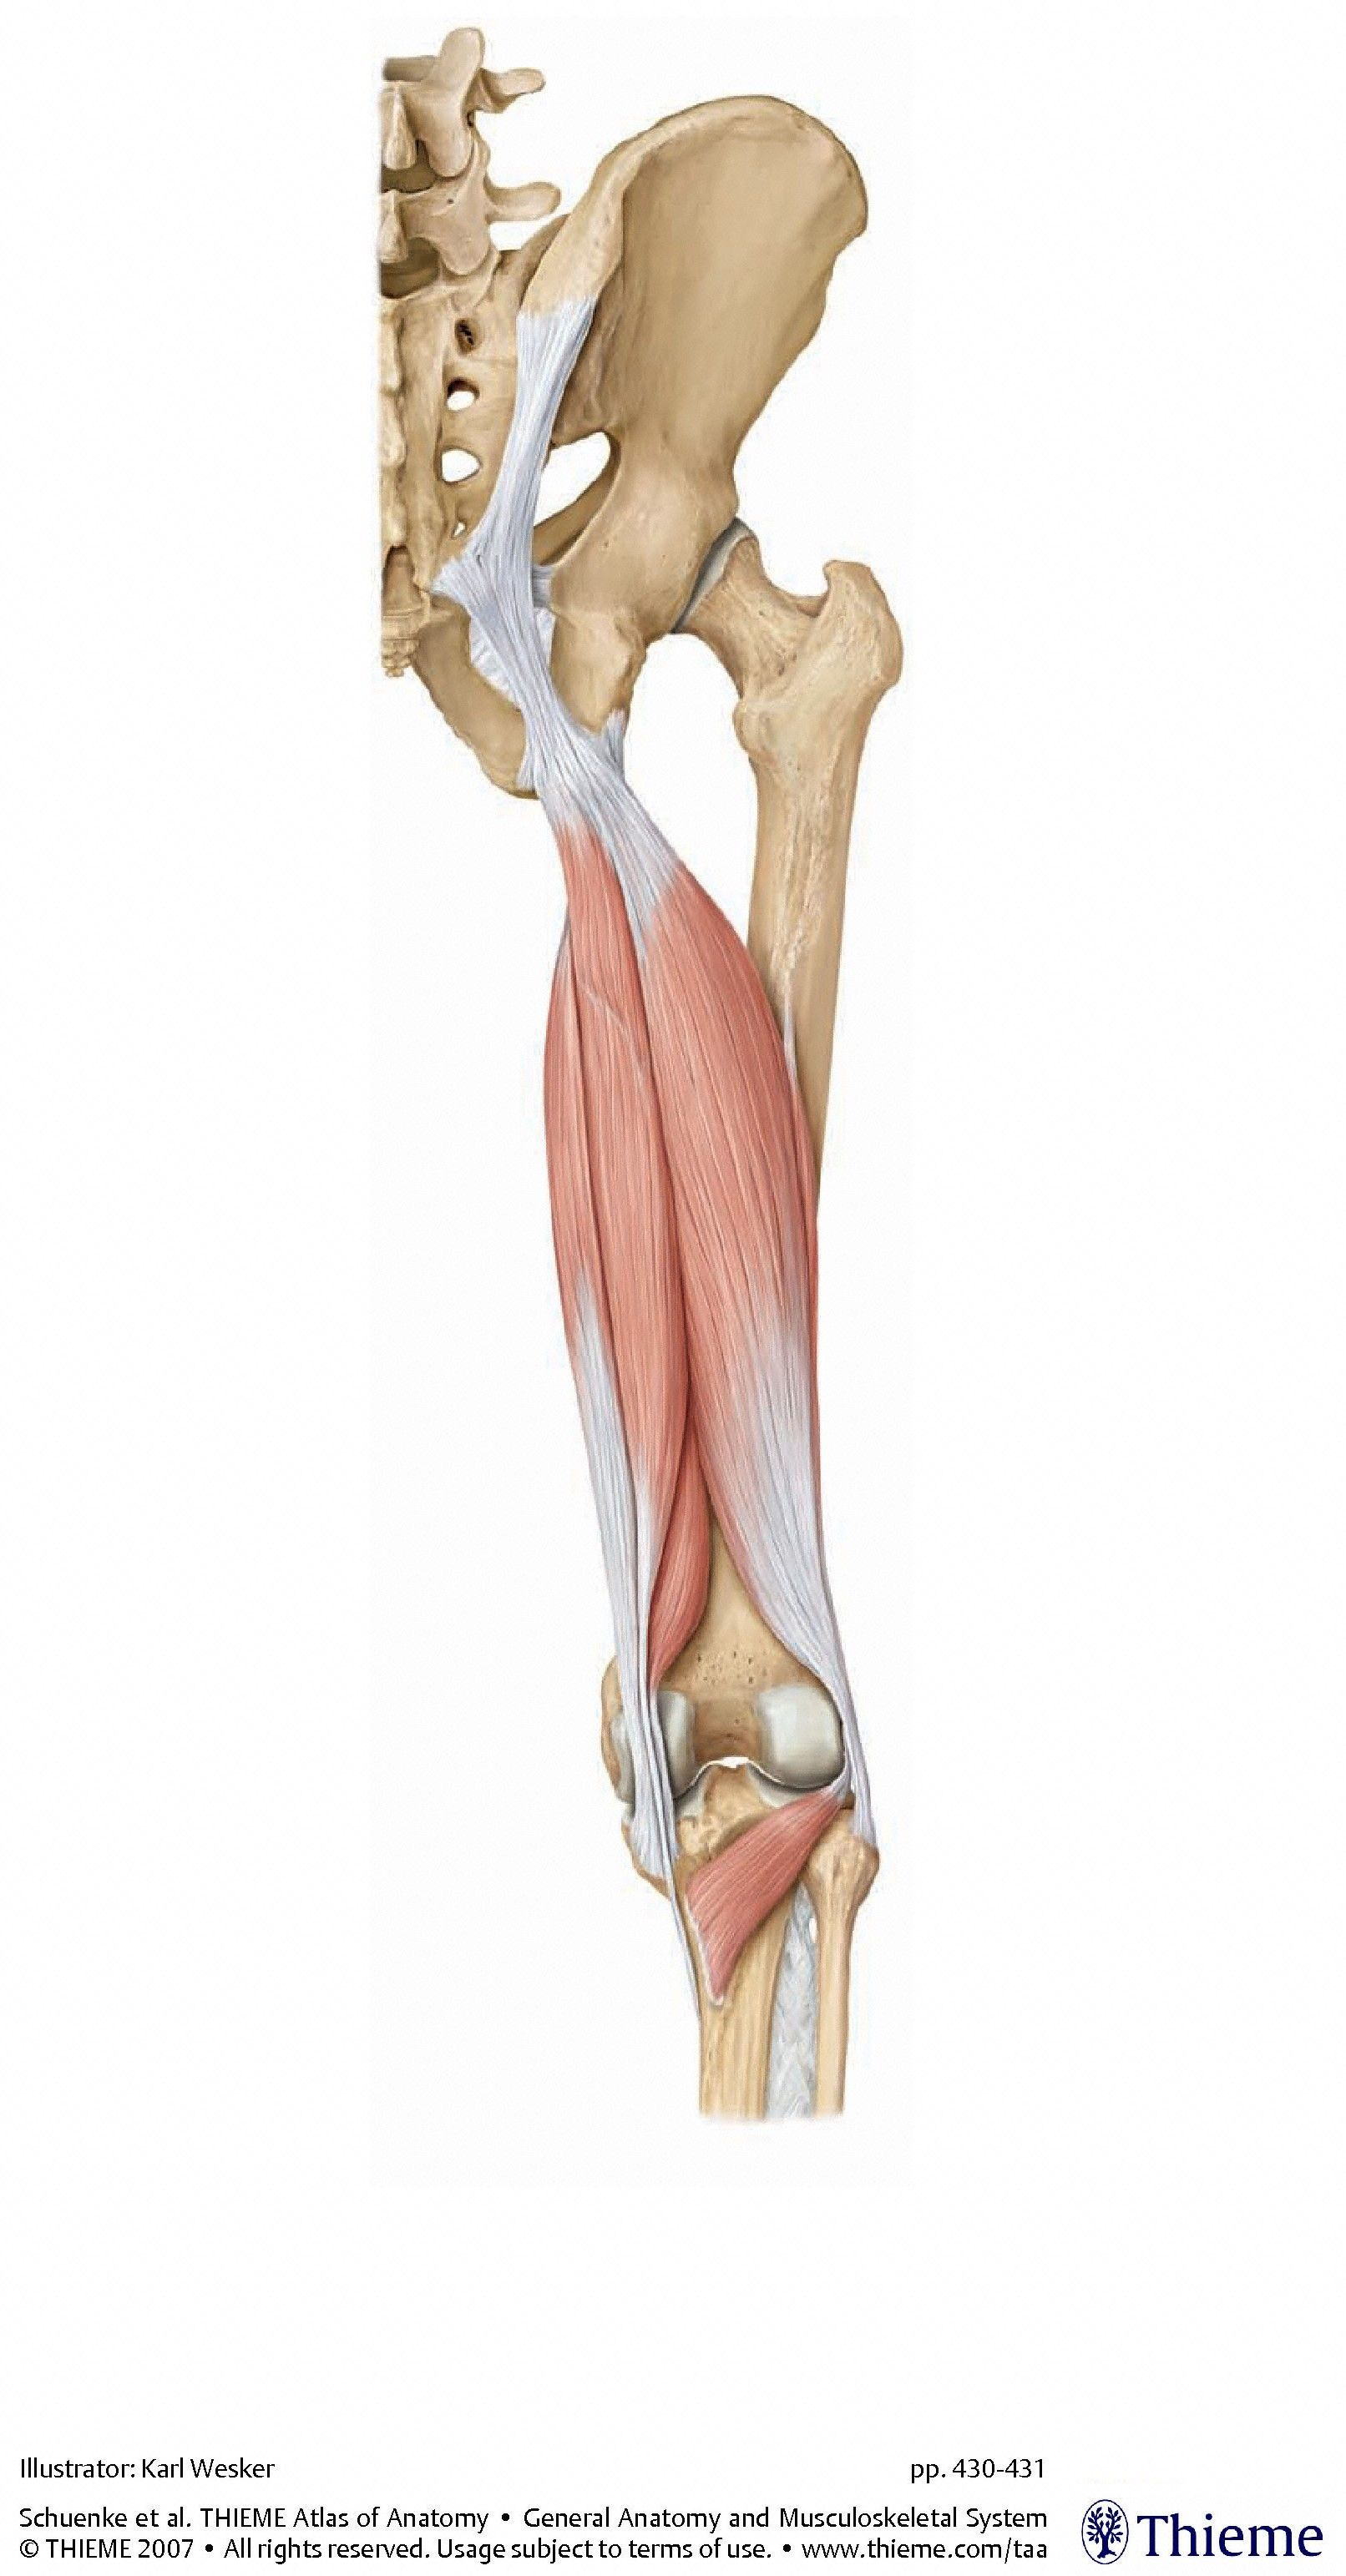 Illustrator: Karl Wesker pp. 430-431
Schuenke et al. THIEME Atlas of Anatomy • General Anatomy and Musculoskeletal System
© THIEME 2007 • All rights reserved. Usage subject to terms of use. • www.thieme.com/taa
Thieme